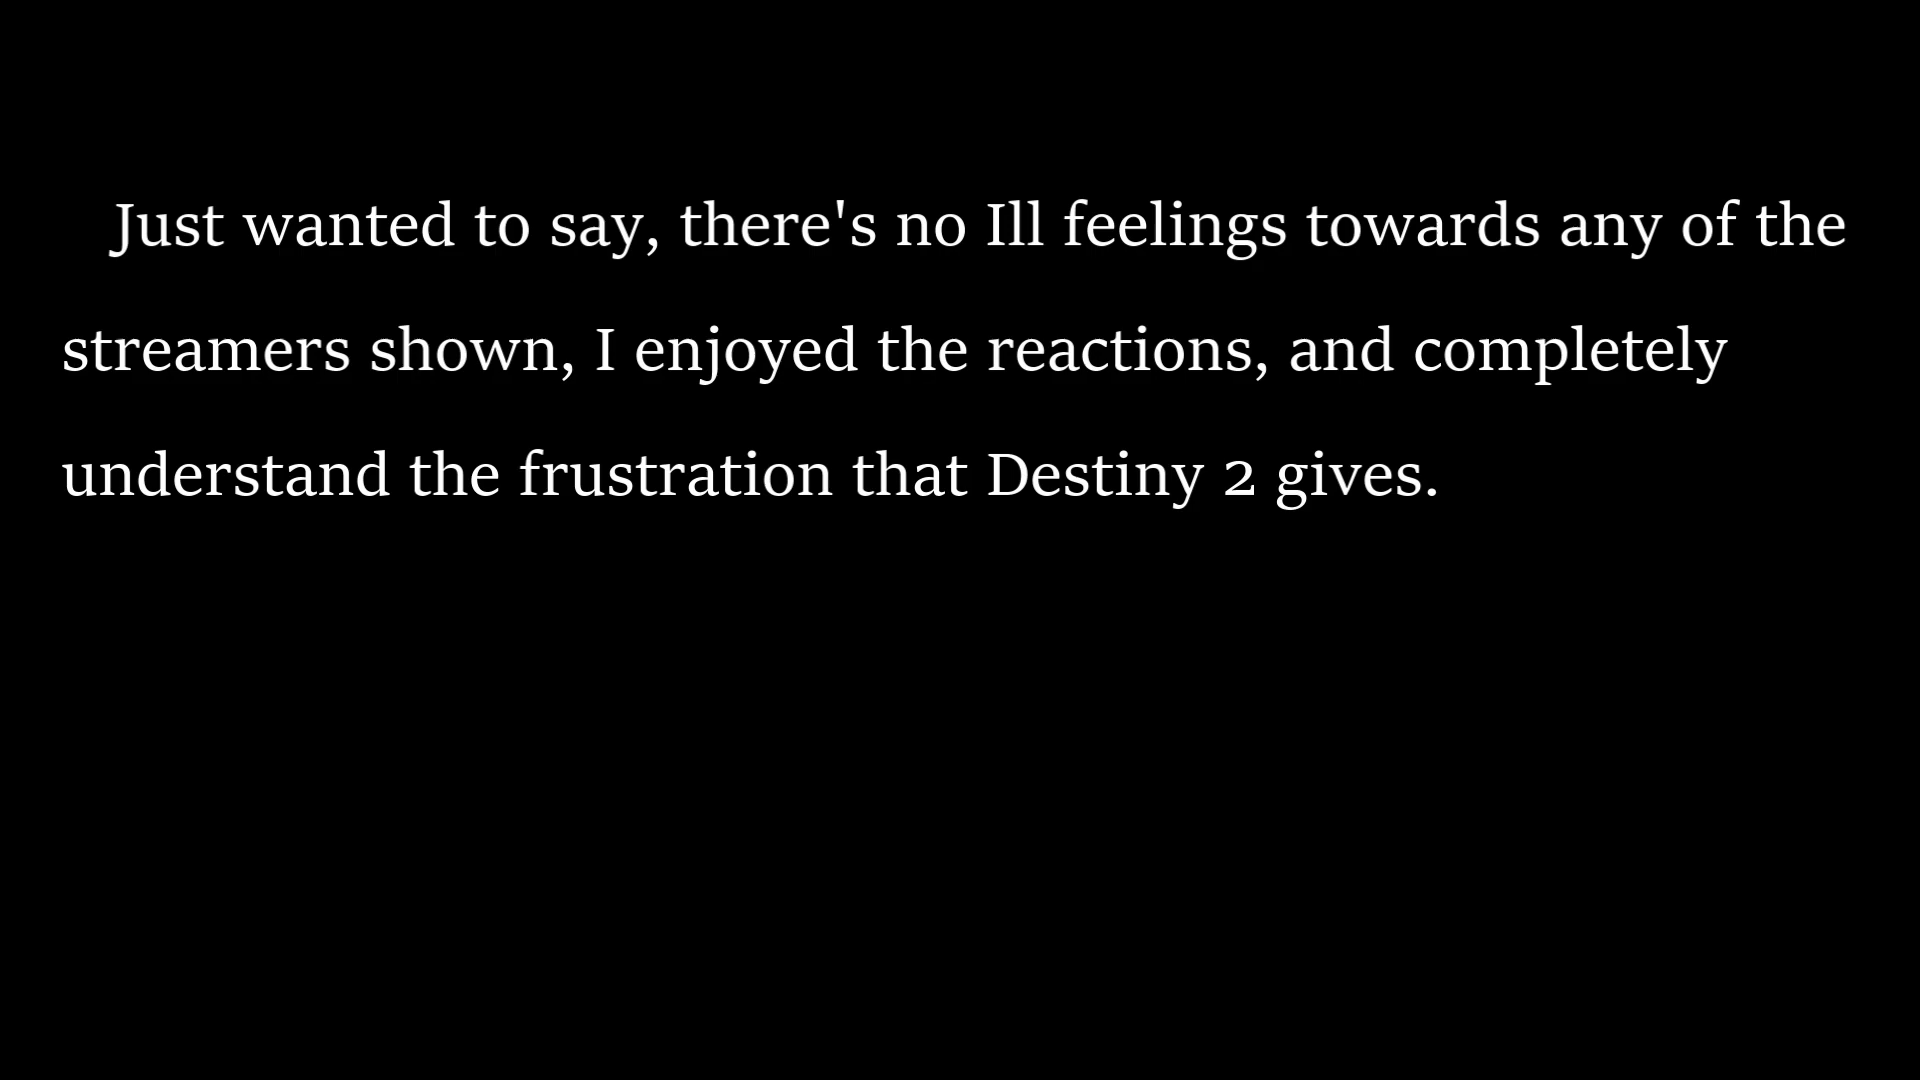 Just wanted to say, there's no Ill feelings towards any of the
streamers shown, I enjoyed the reactions, and completely
understand the frustration that Destiny 2 gives.